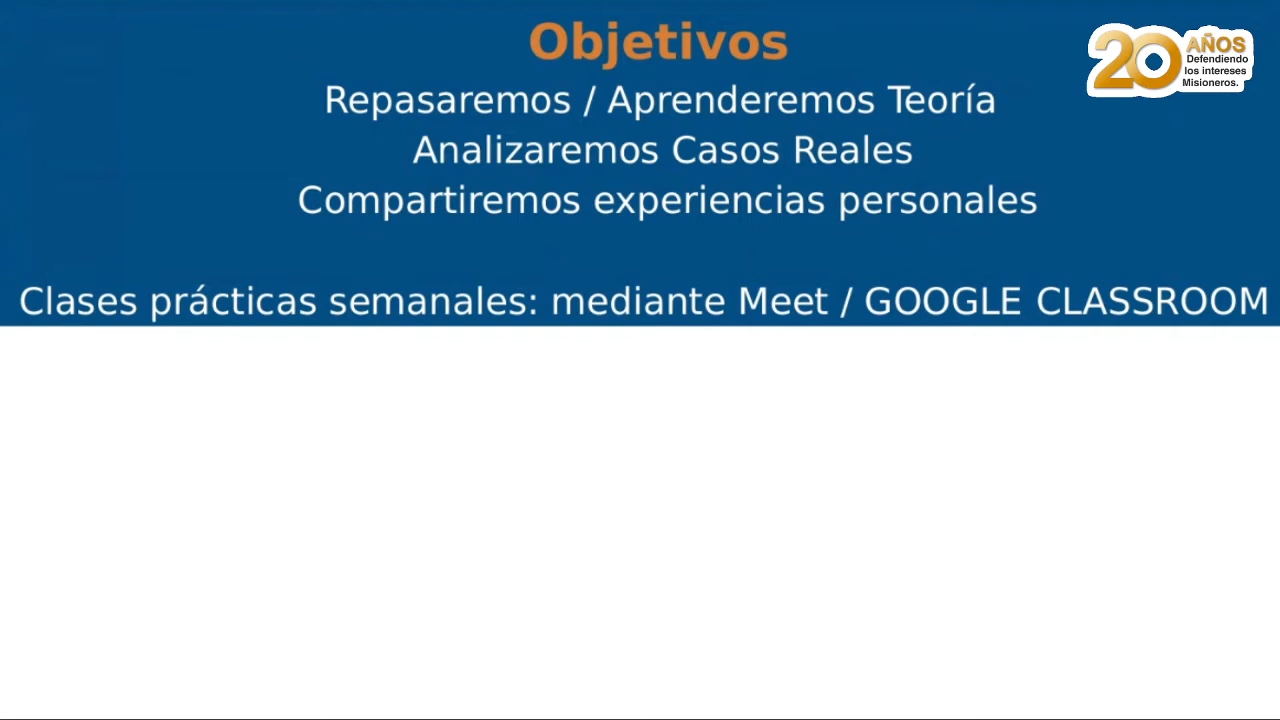 Objetivos
20 AÑOS
Defendiendo
los intereses
Misioneros.
Repasaremos / Aprenderemos Teoría
Analizaremos Casos Reales
Compartiremos experiencias personales
Clases prácticas semanales: mediante Meet / GOOGLE CLASSROOM